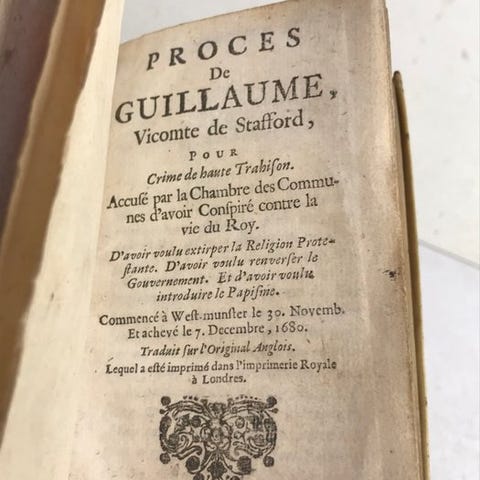 PROCES
De
GUILLAUME,
Vicomte de Stafford,
POUR
Crime de haute Trahison.
Accusé par la Chambre des Commu-
nes d'avoir Conspiré contre la
vie du Roy.
D'avoir voulu extirper la Religion Prote-
stante. D'avoir voulu renverser le
Gouvernement. Et d'avoir voulu
introduire le Papisme.
Commencé à West-munster le 30. Novemb.
Et achevé le 7. Decembre, 1680.
Traduit sur l'Original Anglois.
Lequel a esté imprimé dans l'imprimerie Royale
à Londres.